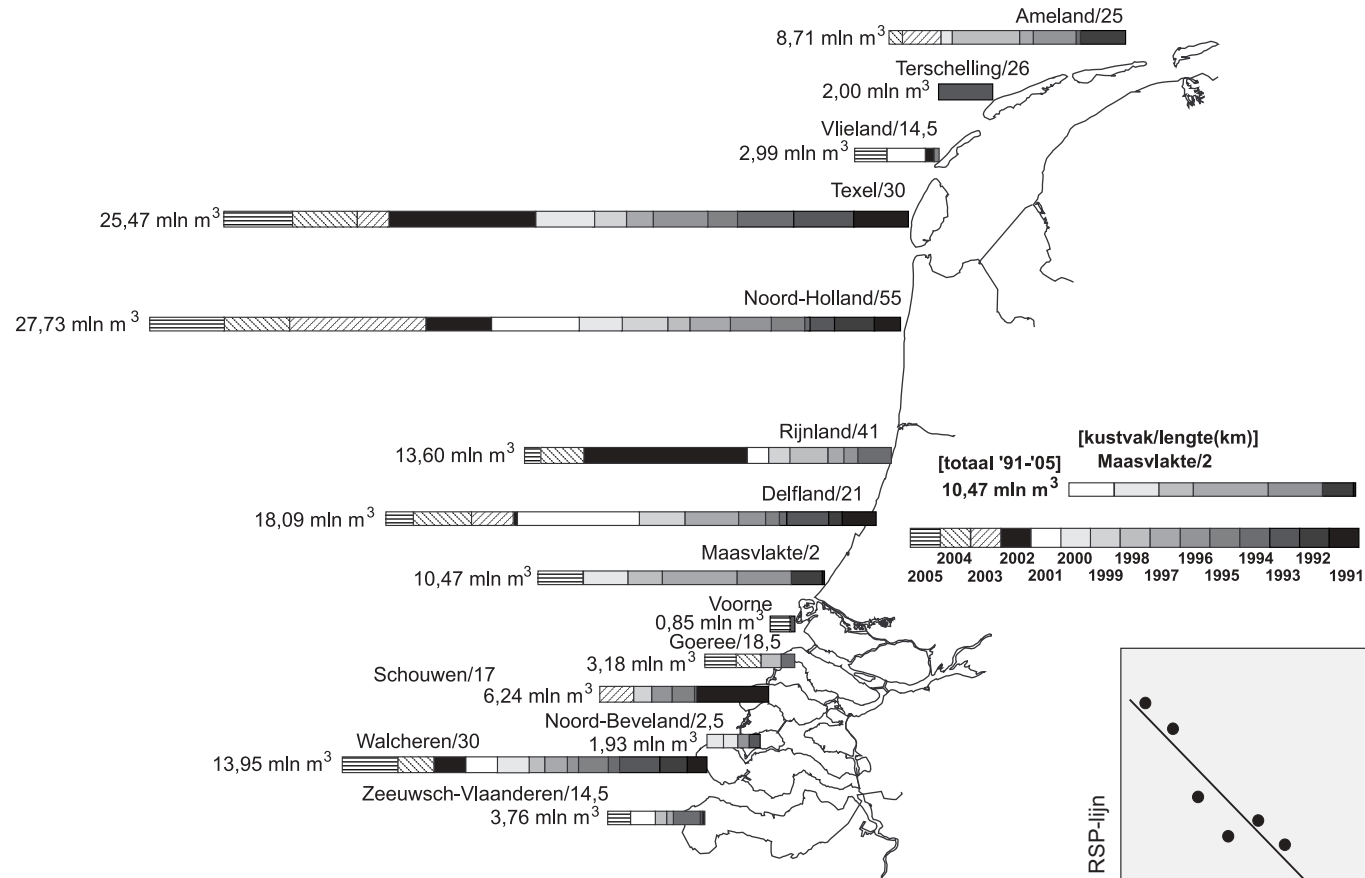 Ameland/25
8,71 mln m³
Terschelling/26
2,00 mln m³
Vlieland/14,5
2,99 mln m³
Texel/30
25,47 mln m³
Noord-Holland/55
27,73 mln m³
Rijnland/41
13,60 mln m³
Delfland/21
18,09 mln m³
Maasvlakte/2
10,47 mln m³
Voorne
0,85 mln m³
Goeree/18,5
3,18 mln m³
Schouwen/17
6,24 mln m³
Noord-Beveland/2,5
1,93 mln m³
Walcheren/30
13,95 mln m³
Zeeuwsch-Vlaanderen/14,5
3,76 mln m³
[kustvak/lengte(km)]
[totaal '91-'05] Maasvlakte/2
10,47 mln m³
2004 2002 2000 1998 1996 1994 1992
2005 2003 2001 1999 1997 1995 1993 1991
RSP-lijn